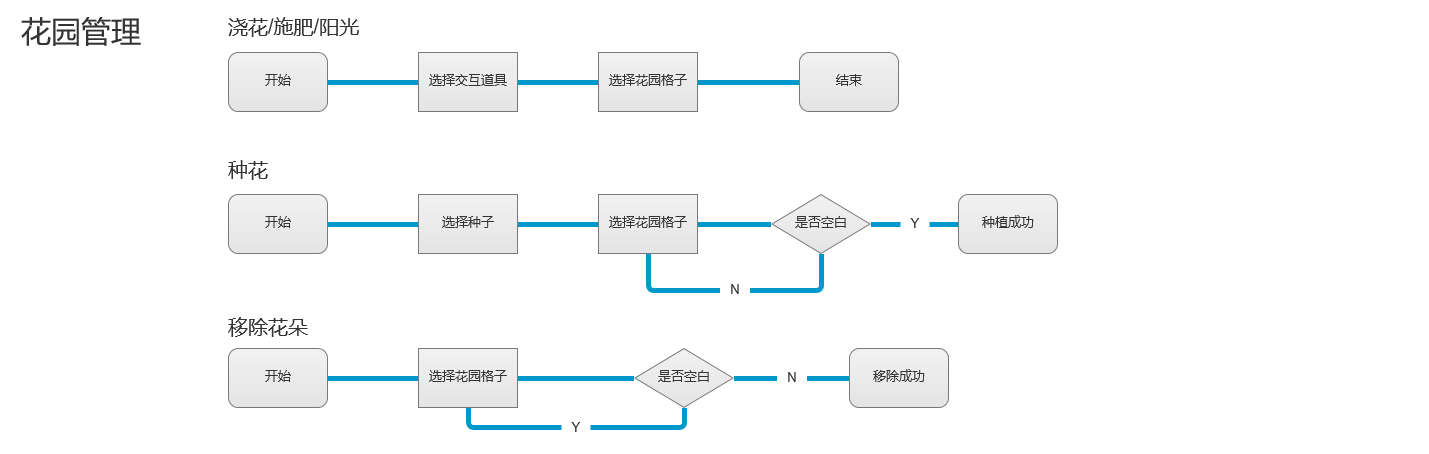 花园管理
浇花/施肥/阳光
开始
选择交互道具
选择花园格子
结束
种花
开始
选择种子
选择花园格子
是否空白
Y
种植成功
N
移除花朵
开始
选择花园格子
是否空白
N
移除成功
Y